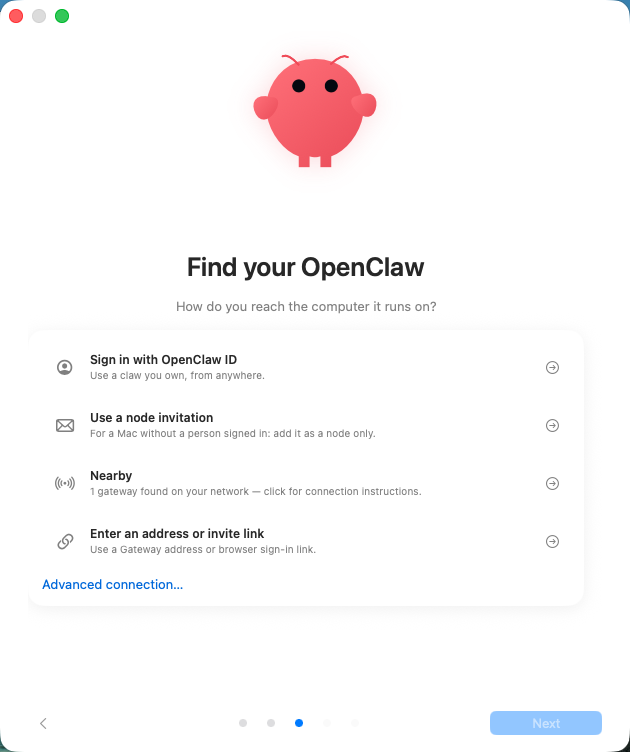 Find your OpenClaw
How do you reach the computer it runs on?
Sign in with OpenClaw ID
Use a claw you own, from anywhere.
Use a node invitation
For a Mac without a person signed in: add it as a node only.
Nearby
1 gateway found on your network — click for connection instructions.
Enter an address or invite link
Use a Gateway address or browser sign-in link.
Advanced connection...
Next